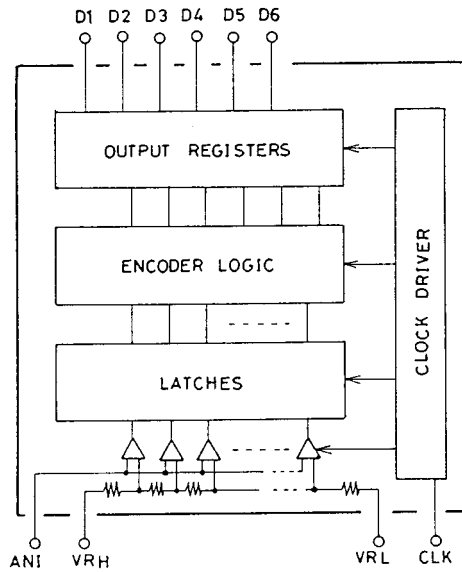 D1 D2 D3 D4 D5 D6
OUTPUT REGISTERS
ENCODER LOGIC
CLOCK DRIVER
LATCHES
ANI VRH VRL CLK